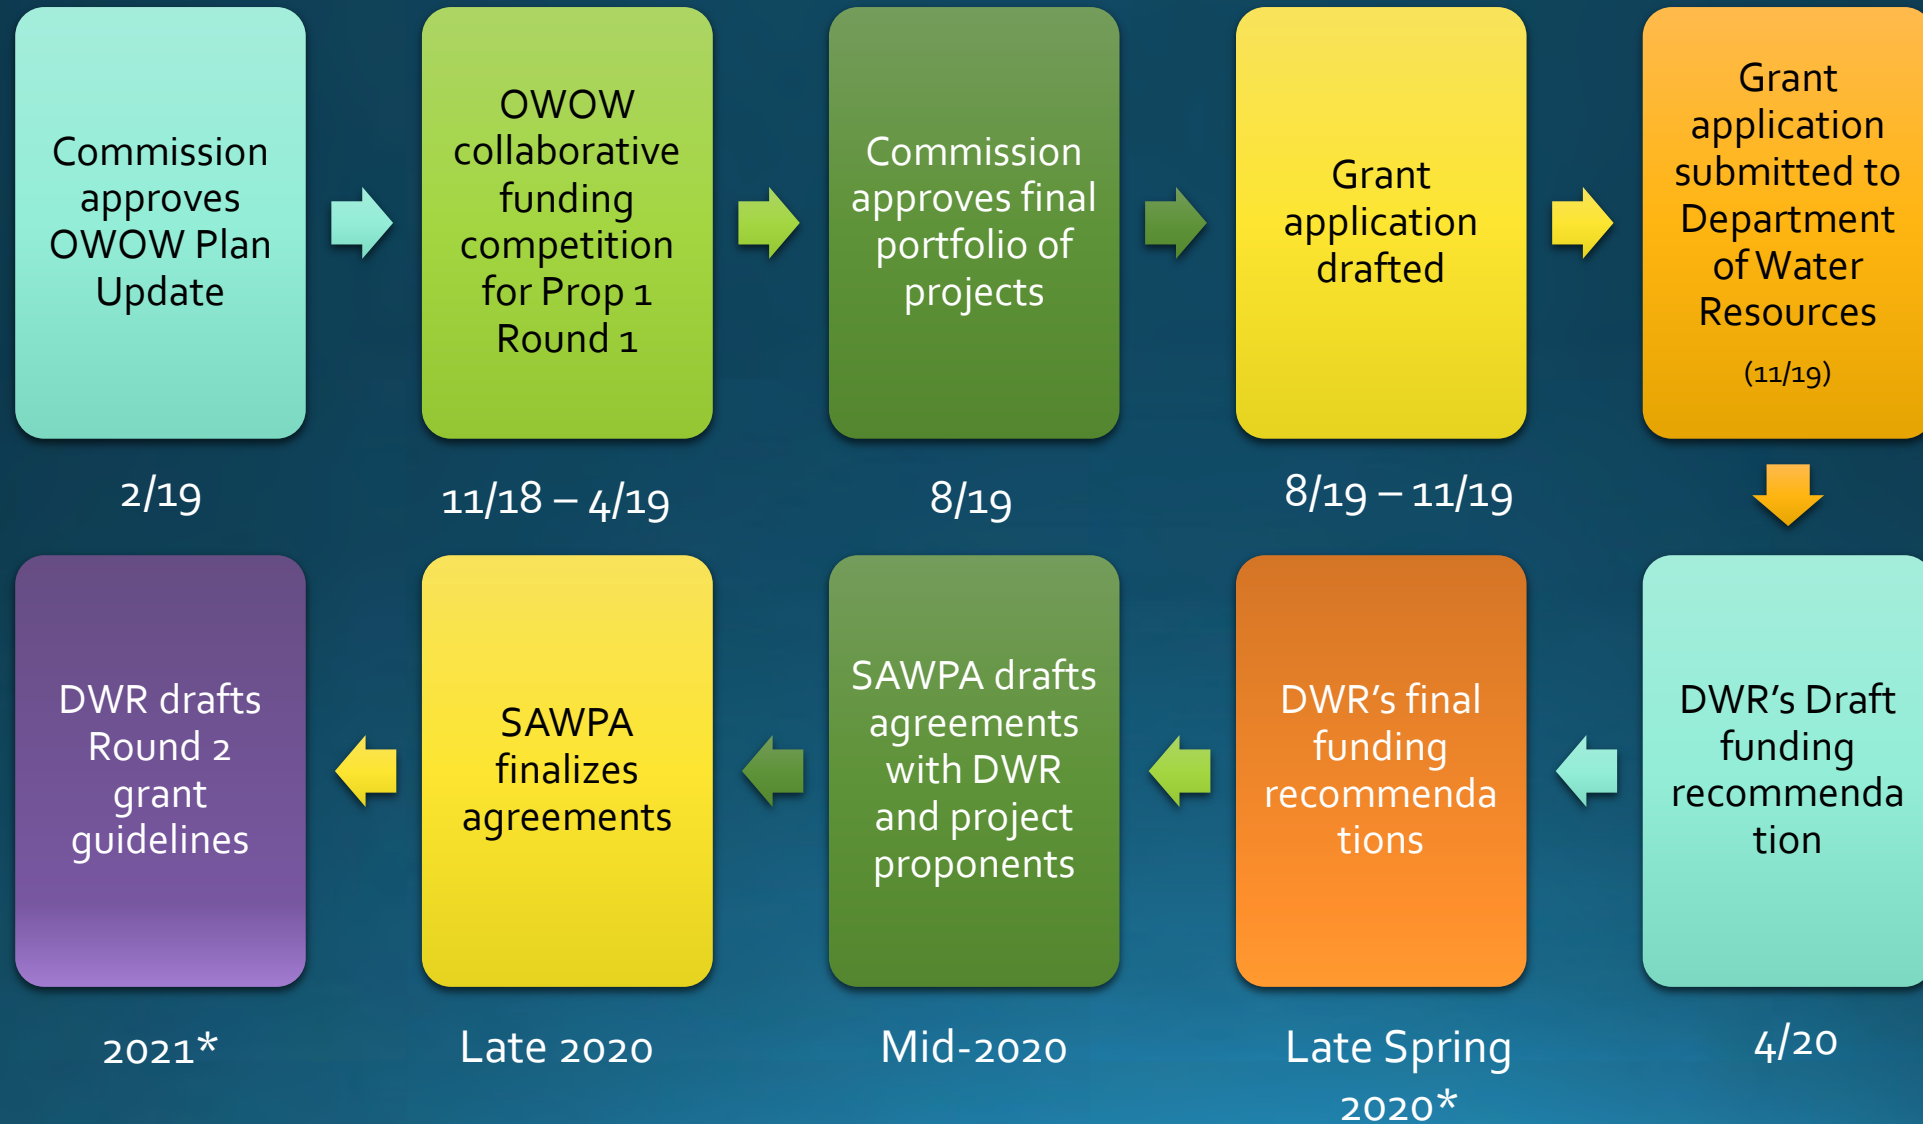 Commission
approves
OWOW Plan
Update
2/19
OWOW
collaborative
funding
competition
for Prop 1
Round 1
11/18 – 4/19
Commission
approves final
portfolio of
projects
8/19
Grant
application
drafted
8/19 – 11/19
Grant
application
submitted to
Department
of Water
Resources
(11/19)
DWR's Draft
funding
recommenda
tion
4/20
DWR’s final
funding
recommenda
tions
Late Spring
2020*
SAWPA drafts
agreements
with DWR
and project
proponents
Mid-2020
SAWPA
finalizes
agreements
Late 2020
DWR drafts
Round 2
grant
guidelines
2021*